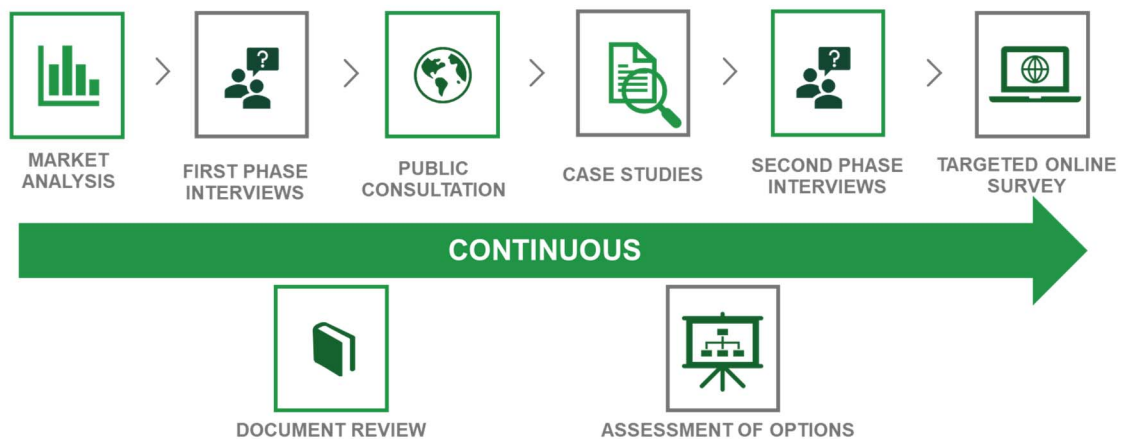 MARKET
ANALYSIS
FIRST PHASE
INTERVIEWS
PUBLIC
CONSULTATION
CASE STUDIES
SECOND PHASE
INTERVIEWS
TARGETED ONLINE
SURVEY
CONTINUOUS
DOCUMENT REVIEW
ASSESSMENT OF OPTIONS